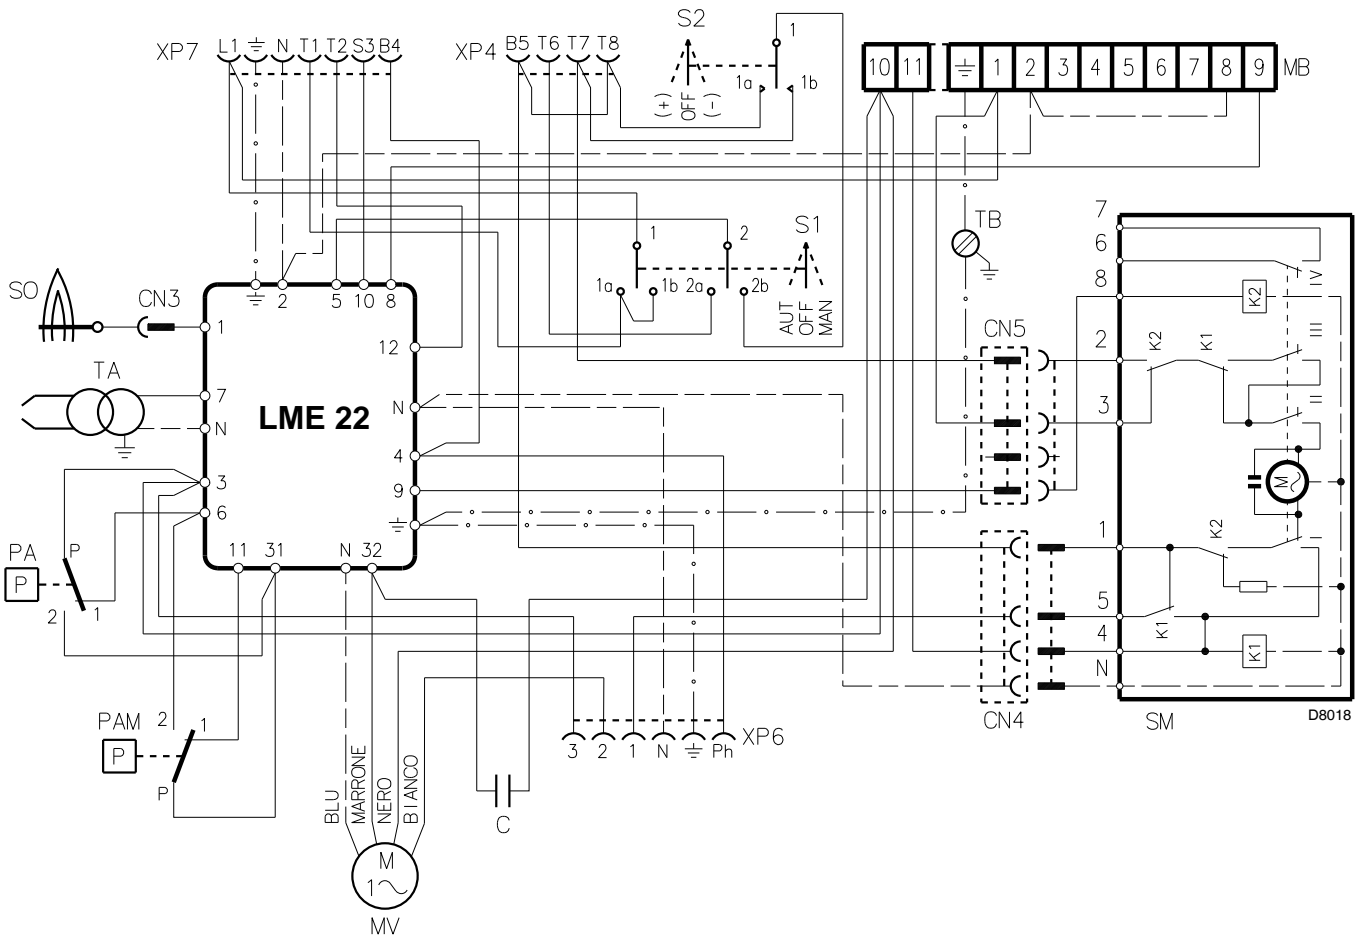 S2
XP7 L1 N T1 T2 S3 B4
XP4 B5 T6 T7 T8
1
1a 1b
(+) OFF (-)
10 11 1 2 3 4 5 6 7 8 9 MB
TB
7
6
8
2
3
1
5
4
N
S1
1 2
1a 1b 2a 2b
AUT OFF MAN
SO
CN3
TA
2 5 10 8
1
7
N
3
6
12
N
4
9
11 31 N 32
LME 22
CN5
CN4
K2
IV
III
II
I
K2 K1
M
K2
K1
K1
SM
D8018
PA
P
P
2 1
PAM
P
2 1
P
3 2 1 N Ph XP6
BLU
MARRONE
NERO
BIANCO
C
M
1
MV